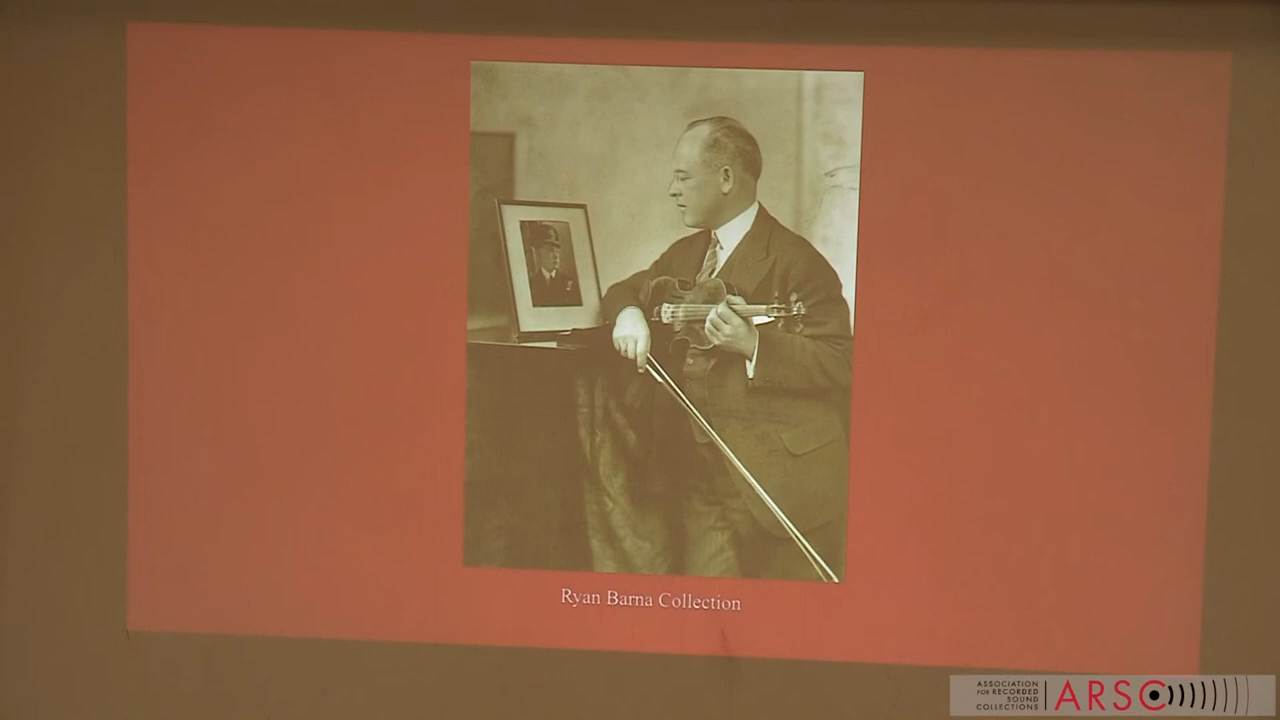 Ryan Barna Collection
ASSOCIATION
FOR RECORDED
SOUND
COLLECTIONS
ARSC